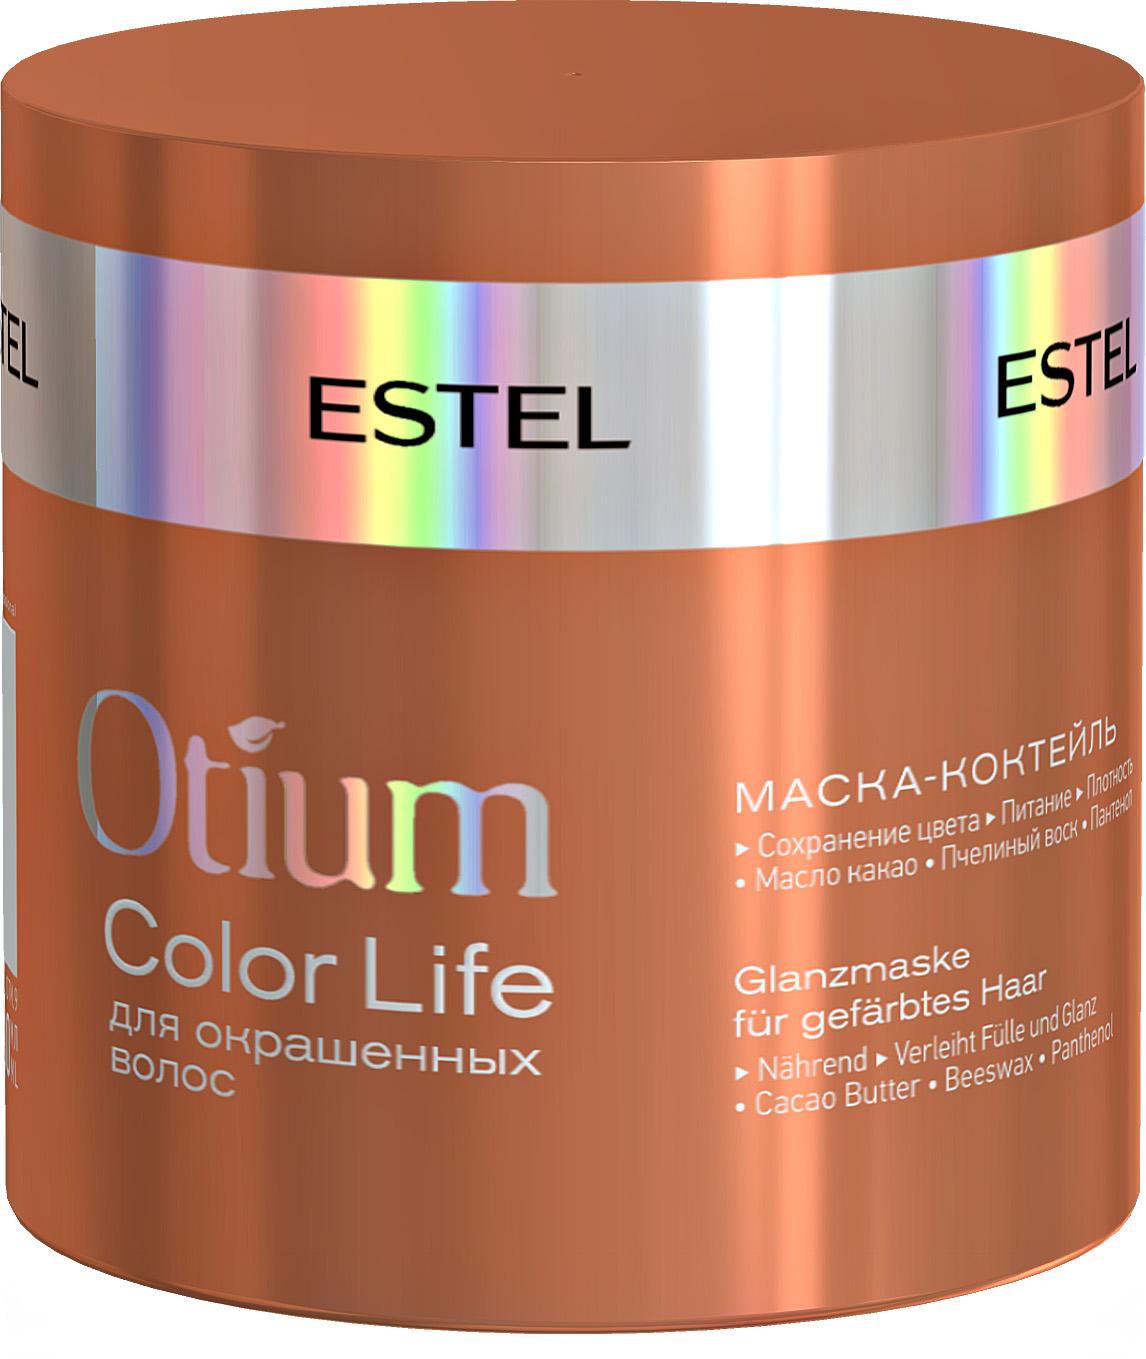 ESTEL
ESTEL
Otium
Color Life
для окрашенных
волос
МАСКА-КОКТЕЙЛЬ
▸ Сохранение цвета ▸ Питание ▸ Плотность
• Масло какао • Пчелиный воск • Пантенол
Glanzmaske
für gefärbtes Haar
▸ Nährend ▸ Verleiht Fülle und Glanz
• Cacao Butter • Beeswax • Panthenol